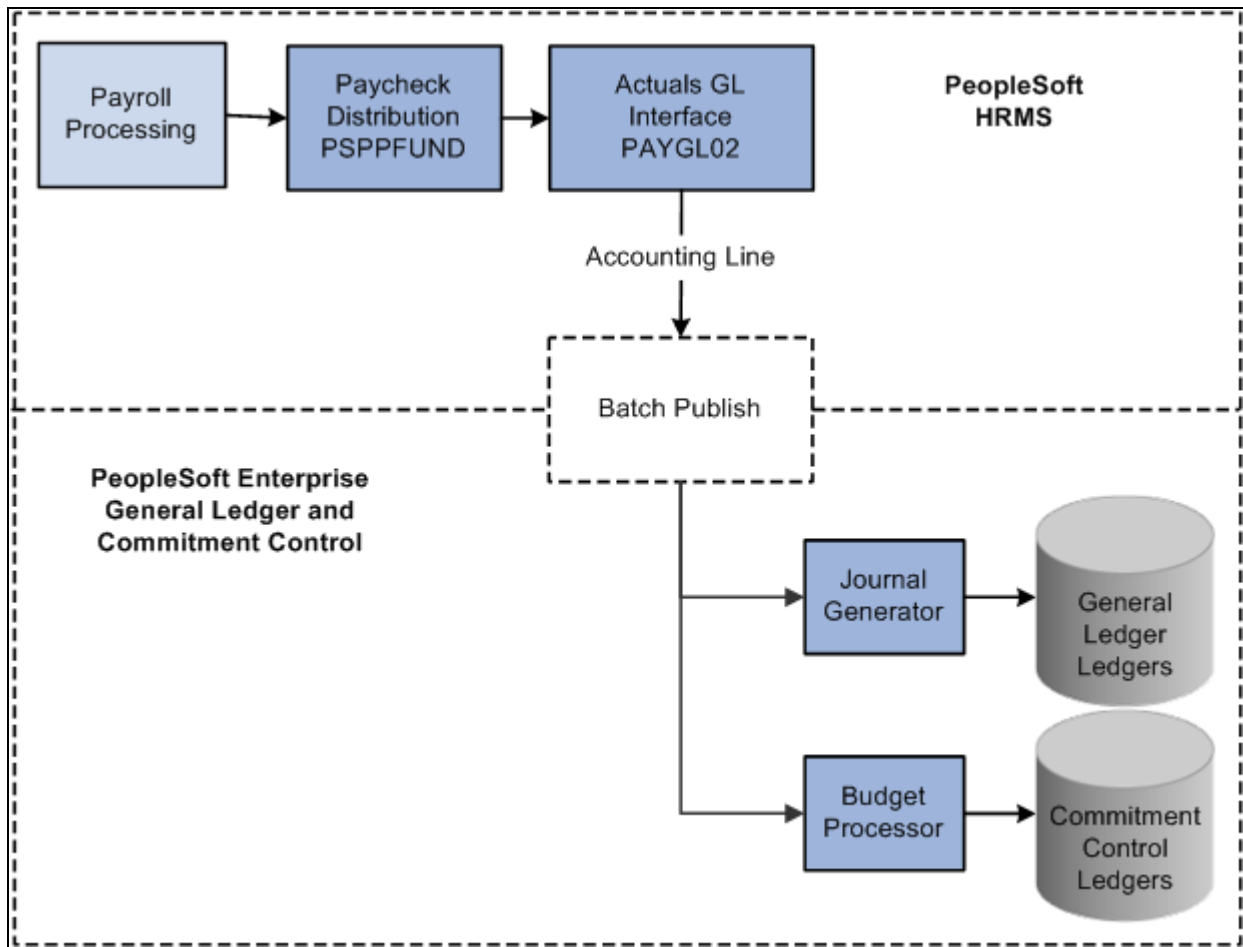 Payroll
Processing
Paycheck
Distribution
PSPPFUND
Actuals GL
Interface
PAYGL02
PeopleSoft
HRMS
Accounting Line
Batch Publish
PeopleSoft Enterprise
General Ledger and
Commitment Control
Journal
Generator
General
Ledger
Ledgers
Budget
Processor
Commitment
Control
Ledgers